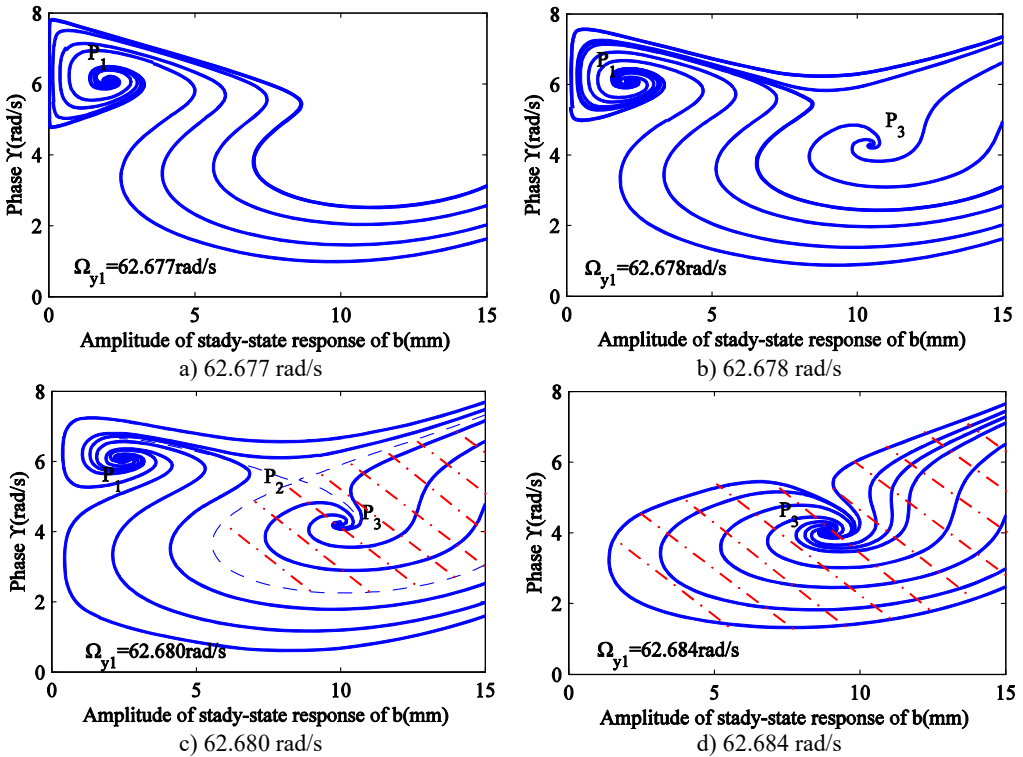 8
6
4
2
0
Phase ϒ(rad/s)
P1
Ωy1=62.677rad/s
0 5 10 15
Amplitude of stady-state response of b(mm)
a) 62.677 rad/s
8
6
4
2
0
Phase ϒ(rad/s)
P1
P3
Ωy1=62.678rad/s
0 5 10 15
Amplitude of stady-state response of b(mm)
b) 62.678 rad/s
8
6
4
2
0
Phase ϒ(rad/s)
P1
P2
P3
Ωy1=62.680rad/s
0 5 10 15
Amplitude of stady-state response of b(mm)
c) 62.680 rad/s
8
6
4
2
0
Phase ϒ(rad/s)
P3
Ωy1=62.684rad/s
0 5 10 15
Amplitude of stady-state response of b(mm)
d) 62.684 rad/s